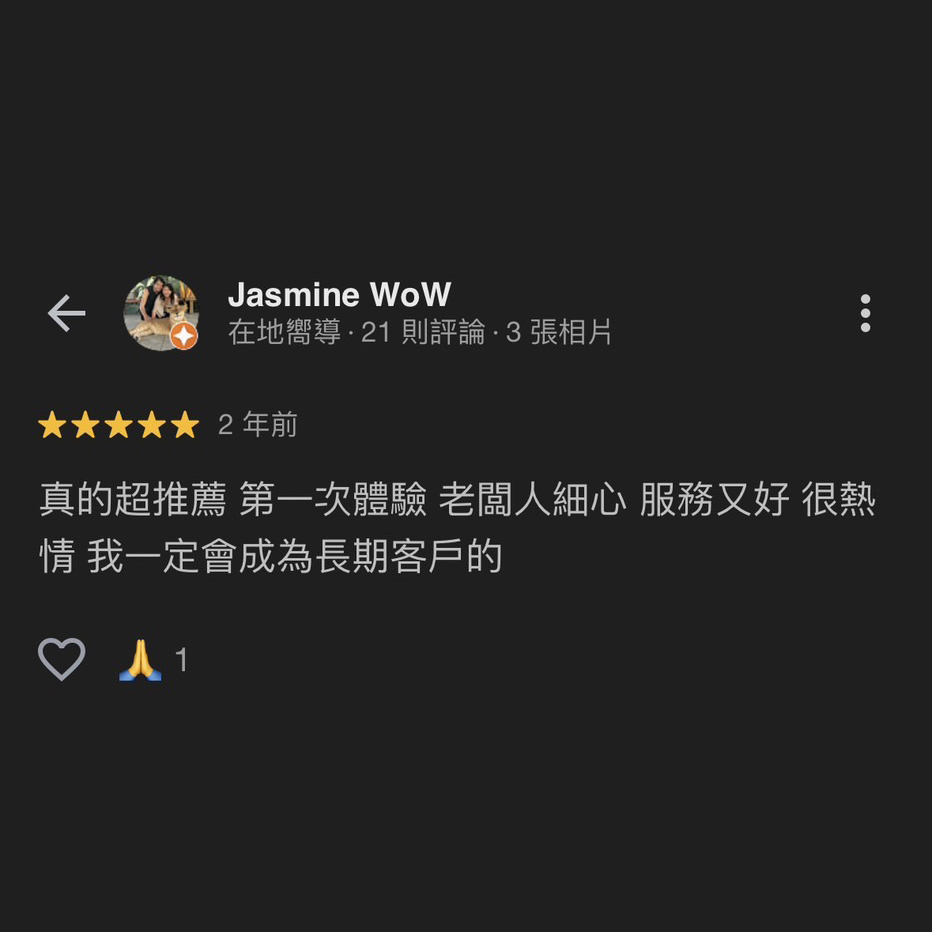 Jasmine WoW
在地嚮導 · 21 則評論 · 3 張相片
★★★★★ 2 年前
真的超推薦 第一次體驗 老闆人細心 服務又好 很熱
情 我一定會成為長期客戶的
🙏 1